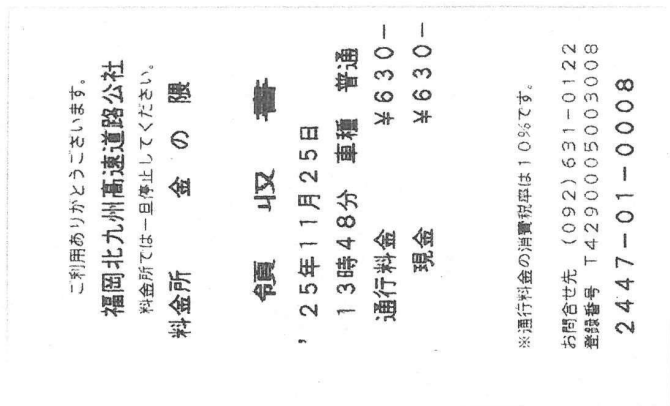 ご利用ありがとうございます。
福岡北九州高速道路公社
料金所では一旦停止してください。
料金所 金の隈
領収書
'25年11月25日
13時48分 車種 普通
通行料金 ¥630-
現金 ¥630-
※通行料金の消費税率は10%です。
お問合せ先 (092)631-0122
登録番号 T4290005003008
2447-01-0008